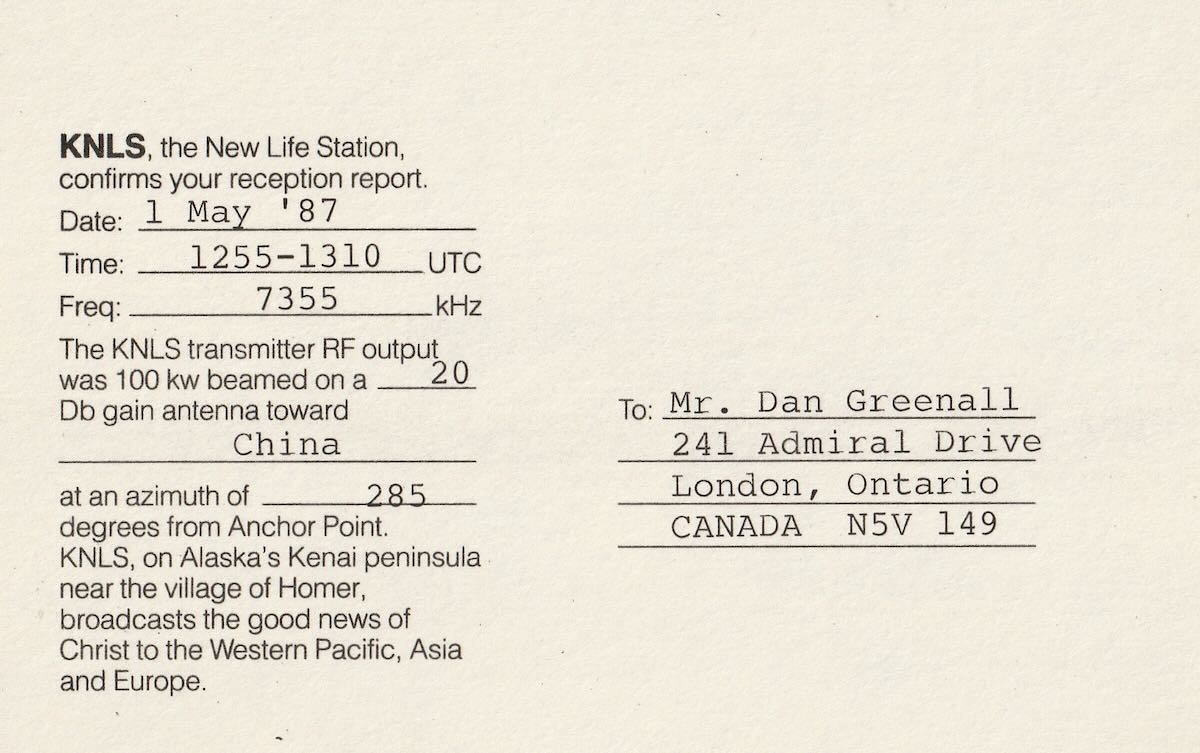 KNLS, the New Life Station,
confirms your reception report.
Date: 1 May '87
Time: 1255-1310 UTC
Freq: 7355 kHz
The KNLS transmitter RF output
was 100 kw beamed on a 20
Db gain antenna toward
China
at an azimuth of 285
degrees from Anchor Point.
KNLS, on Alaska's Kenai peninsula
near the village of Homer,
broadcasts the good news of
Christ to the Western Pacific, Asia
and Europe.
To: Mr. Dan Greenall
241 Admiral Drive
London, Ontario
CANADA N5V 149